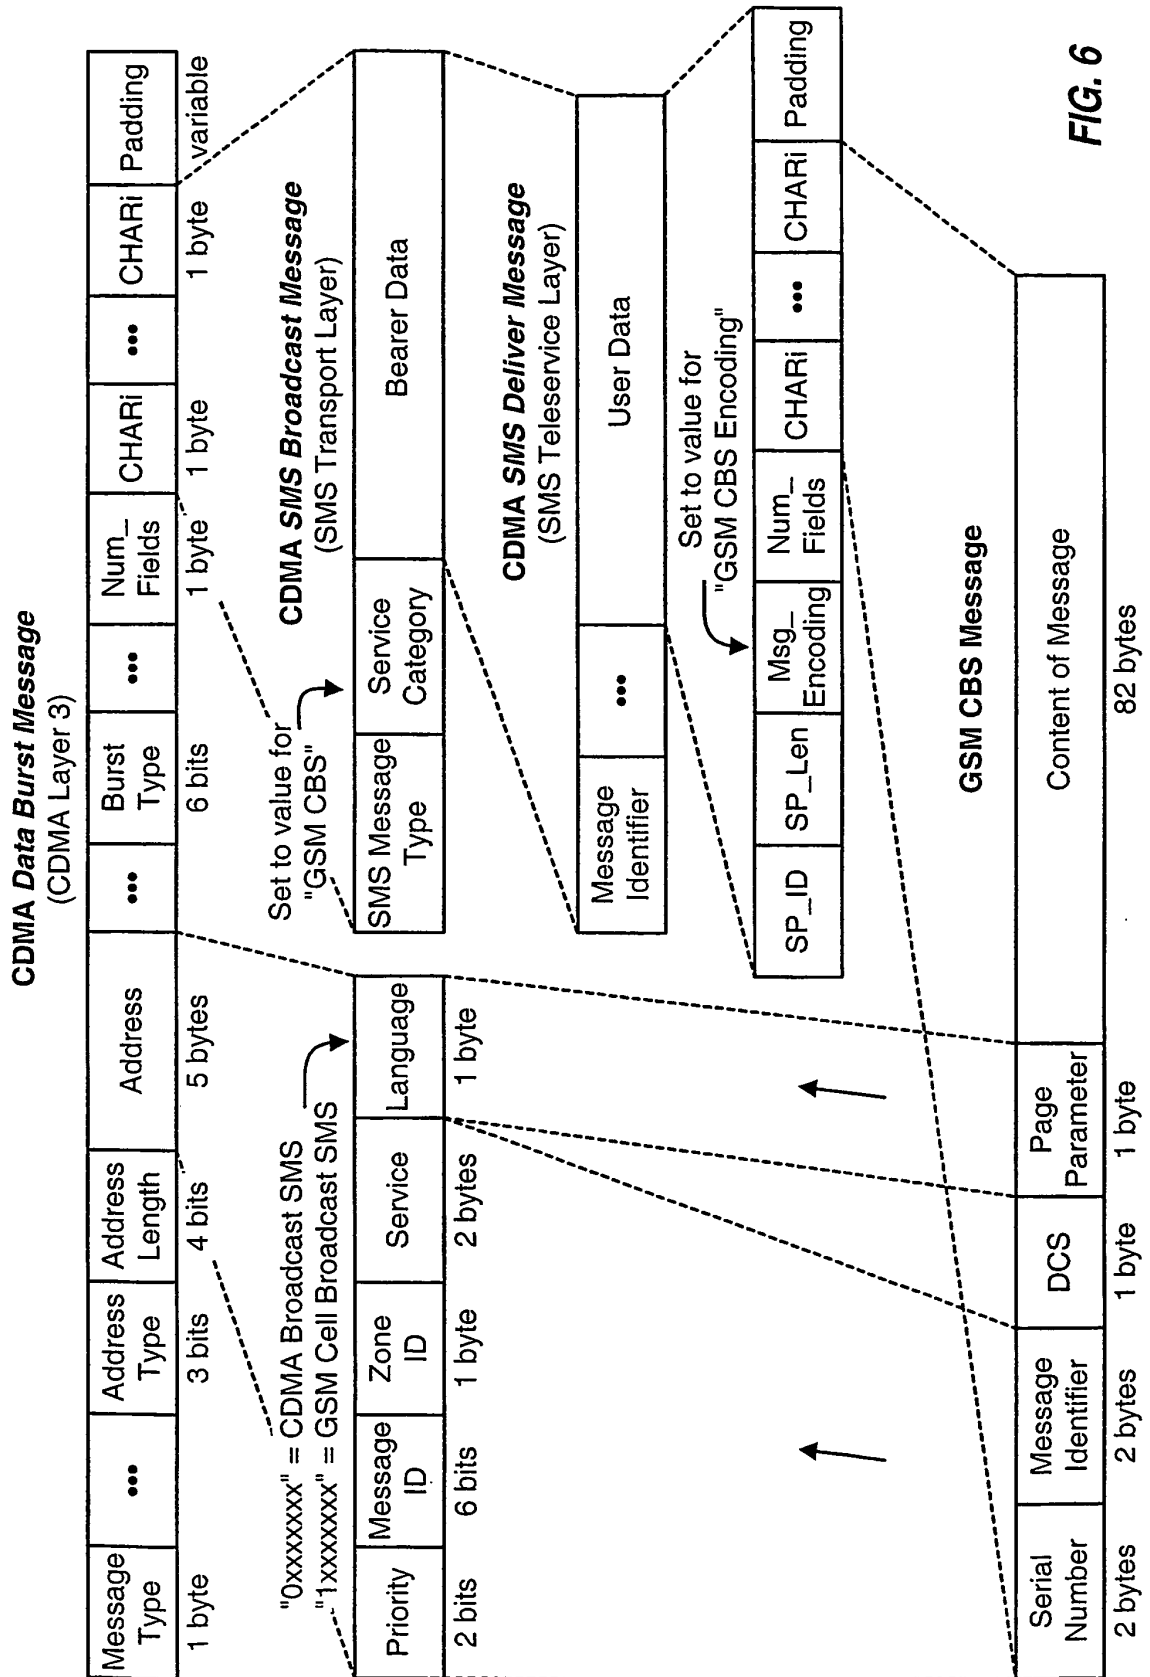 CDMA Data Burst Message
(CDMA Layer 3)
Message
Type
•••
Address
Type
Address
Length
Address
•••
Burst
Type
•••
Num_
Fields
CHARi
•••
CHARi
Padding
1 byte
3 bits
4 bits
5 bytes
6 bits
1 byte
1 byte
1 byte
variable
"0xxxxxxx" = CDMA Broadcast SMS
"1xxxxxxx" = GSM Cell Broadcast SMS
Priority
Message
ID
Zone
ID
Service
Language
2 bits
6 bits
1 byte
2 bytes
1 byte
Set to value for
"GSM CBS"
CDMA SMS Broadcast Message
(SMS Transport Layer)
SMS Message
Type
Service
Category
Bearer Data
CDMA SMS Deliver Message
(SMS Teleservice Layer)
Message
Identifier
•••
User Data
Set to value for
"GSM CBS Encoding"
SP_ID
SP_Len
Msg_
Encoding
Num_
Fields
CHARi
•••
CHARi
Padding
GSM CBS Message
Serial
Number
Message
Identifier
DCS
Page
Parameter
Content of Message
2 bytes
2 bytes
1 byte
1 byte
82 bytes
FIG. 6